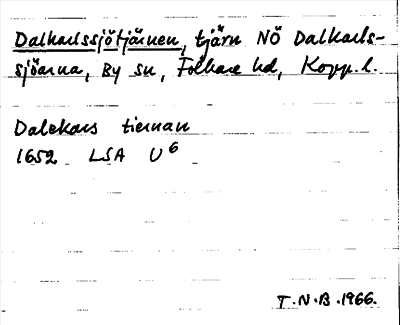 Dalkarlssjötjärnen, tjärn NÖ Dalkarls-
sjöarna, By sn, Folkare hd, Kopp. l.
Dalekars tiernan
1652 LSA U6
T.N.B. 1966.